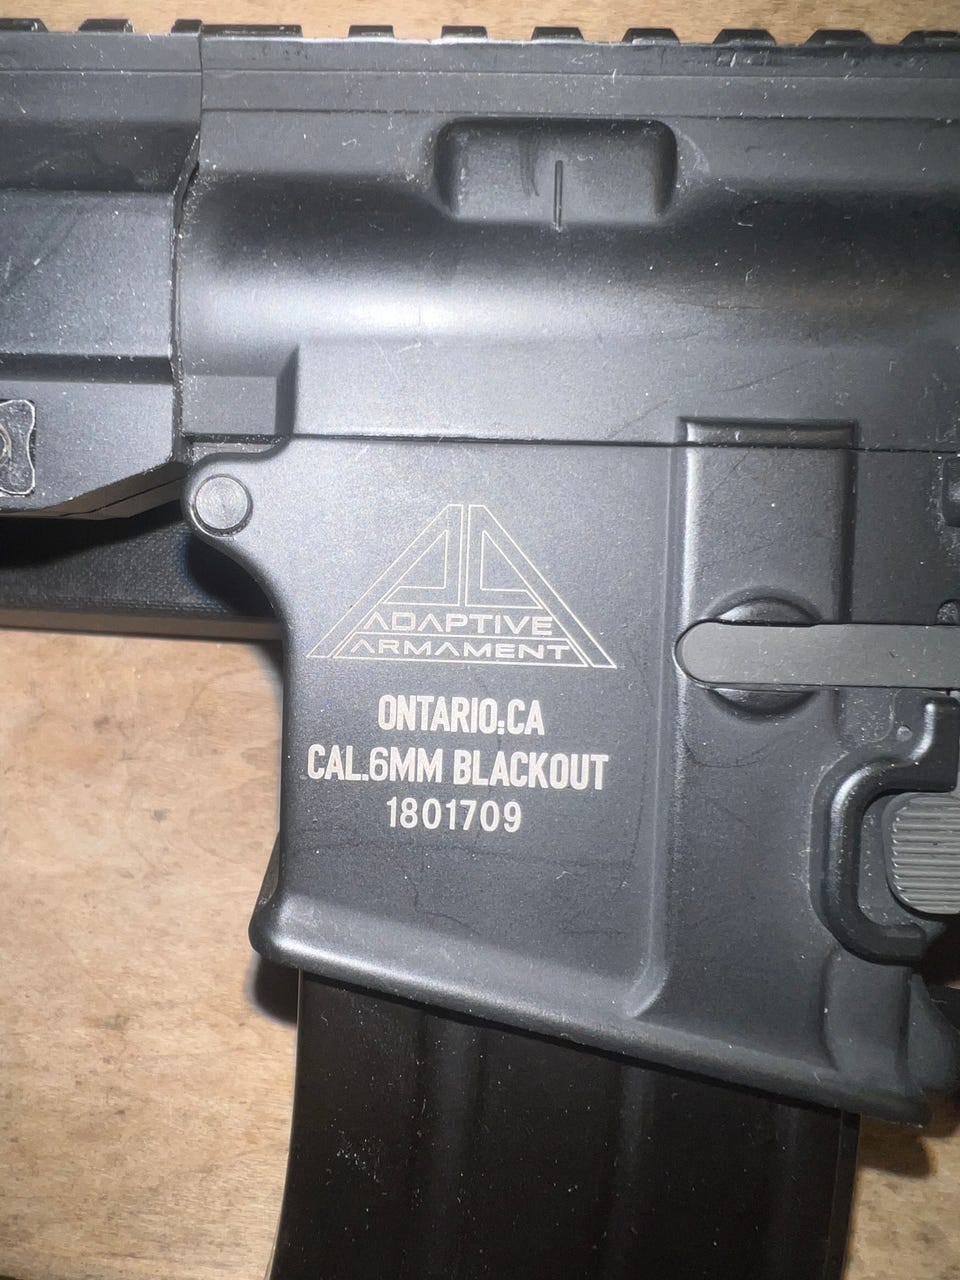 ADAPTIVE
ARMAMENT
ONTARIO:CA
CAL.6MM BLACKOUT
1801709